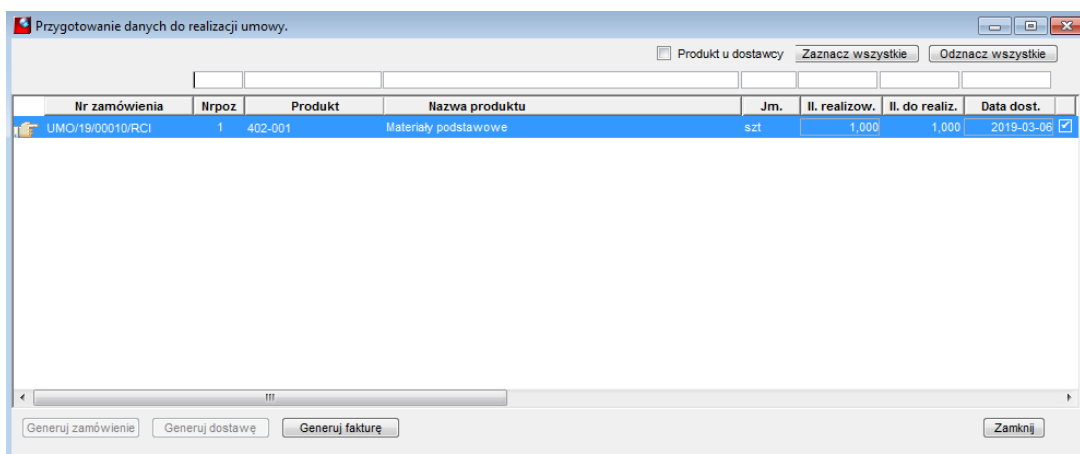 Przygotowanie danych do realizacji umowy.
Produkt u dostawcy Zaznacz wszystkie Odznacz wszystkie
Nr zamówienia Nrpoz Produkt Nazwa produktu Jm. Il. realizow. Il. do realiz. Data dost.
UMO/19/00010/RCI 1 402-001 Materiały podstawowe szt 1,000 1,000 2019-03-06
Generuj zamówienie Generuj dostawę Generuj fakturę Zamknij